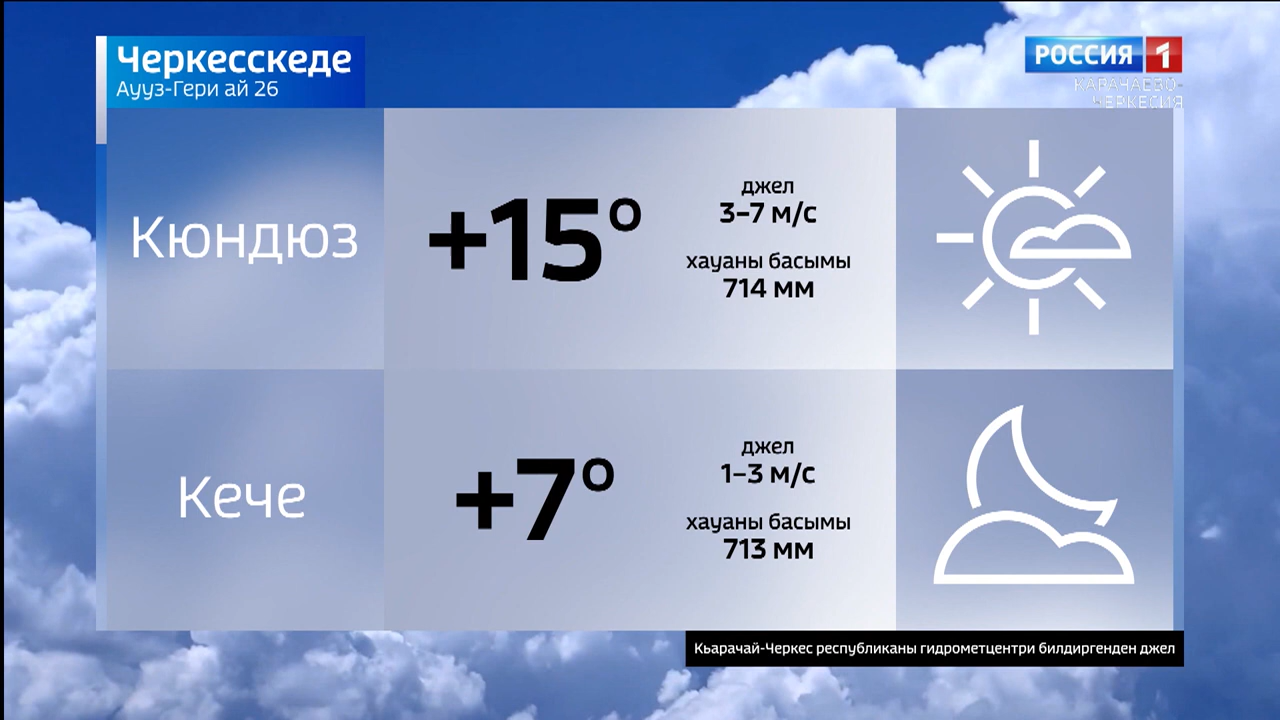 Черкесскеде
Аууз-Гери ай 26
РОССИЯ 1
КАРАЧАЕВО-
ЧЕРКЕСИЯ
Кюндюз
+15°
джел
3–7 м/с
хауаны басымы
714 мм
Кече
+7°
джел
1–3 м/с
хауаны басымы
713 мм
Кьарачай-Черкес республиканы гидрометцентри билдиргенден джел